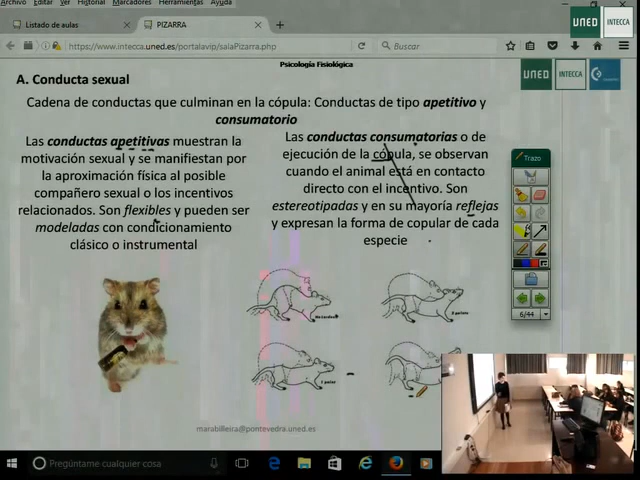 Archivo Editar Ver Historial Marcadores Herramientas Ayuda
Listado de aulas
PIZARRA
https://www.intecca.uned.es/portalavip/salaPizarra.php
Buscar
UNED
INTECCA
Psicología Fisiológica
UNED
INTECCA
A. Conducta sexual
Cadena de conductas que culminan en la cópula: Conductas de tipo apetitivo y
consumatorio
Las conductas apetitivas muestran la
motivación sexual y se manifiestan por
la aproximación física al posible
compañero sexual o los incentivos
relacionados. Son flexibles y pueden ser
modeladas con condicionamiento
clásico o instrumental
Las conductas consumatorias o de
ejecución de la cópula, se observan
cuando el animal está en contacto
directo con el incentivo. Son
estereotipadas y en su mayoría reflejas
y expresan la forma de copular de cada
especie
Trazo
6/44
marabillesra@pontevedra.uned.es
Pregúntame cualquier cosa